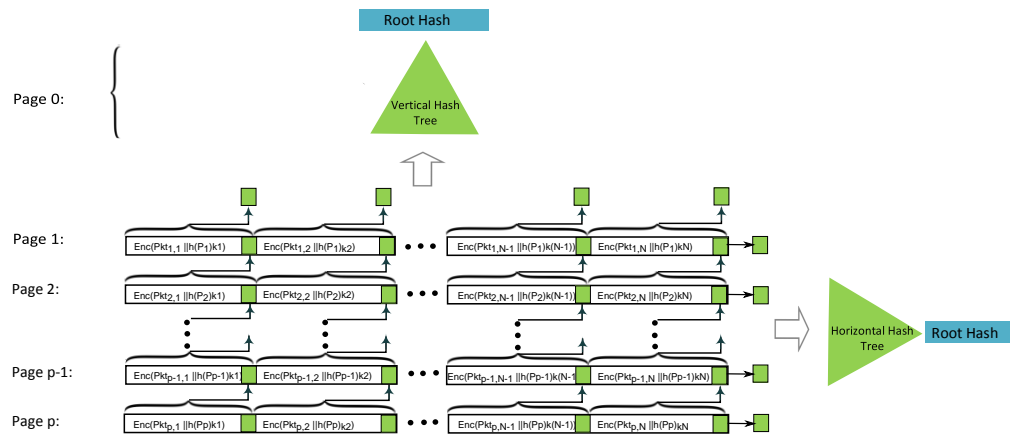 Root Hash
Page 0:
Vertical Hash
Tree
Page 1:
Enc(Pkt1,1 ||h(P1)k1) Enc(Pkt1,2 ||h(P1)k2) Enc(Pkt1,N-1 ||h(P1)k(N-1)) Enc(Pkt1,N ||h(P1)kN)
Page 2:
Enc(Pkt2,1 ||h(P2)k1) Enc(Pkt2,2 ||h(P2)k2) Enc(Pkt2,N-1 ||h(P2)k(N-1)) Enc(Pkt2,N ||h(P2)kN)
Horizontal Hash
Tree
Root Hash
Page p-1:
Enc(Pktp-1,1 ||h(Pp-1)k1) Enc(Pktp-1,2 ||h(Pp-1)k2) Enc(Pktp-1,N-1 ||h(Pp-1)k(N-1 Enc(Pktp-1,N ||h(Pp-1)kN)
Page p:
Enc(Pktp,1 ||h(Pp)k1) Enc(Pktp,2 ||h(Pp)k2) Enc(Pktp,N-1 ||h(Pp)k(N-1)) Enc(Pktp,N ||h(Pp)kN